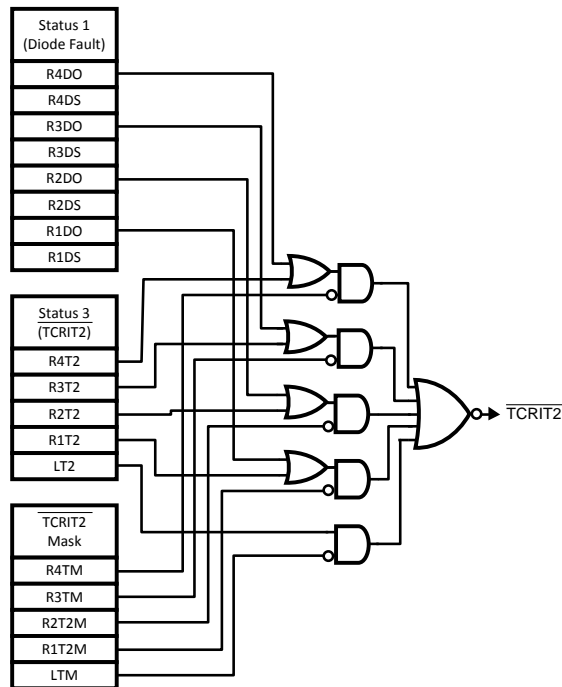 Status 1
(Diode Fault)
R4DO
R4DS
R3DO
R3DS
R2DO
R2DS
R1DO
R1DS
Status 3
(TCRIT2)
R4T2
R3T2
R2T2
R1T2
LT2
TCRIT2
Mask
R4TM
R3TM
R2T2M
R1T2M
LTM
TCRIT2